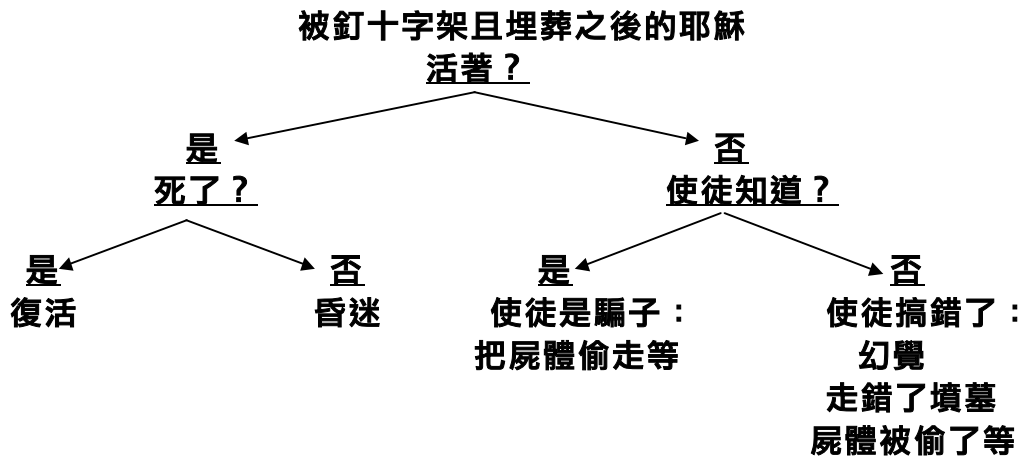 被釘十字架且埋葬之後的耶穌
活著？
是
否
死了？
使徒知道？
是
否
是
否
復活
昏迷
使徒是騙子：
使徒搞錯了：
把屍體偷走等
幻覺
走錯了墳墓
屍體被偷了等